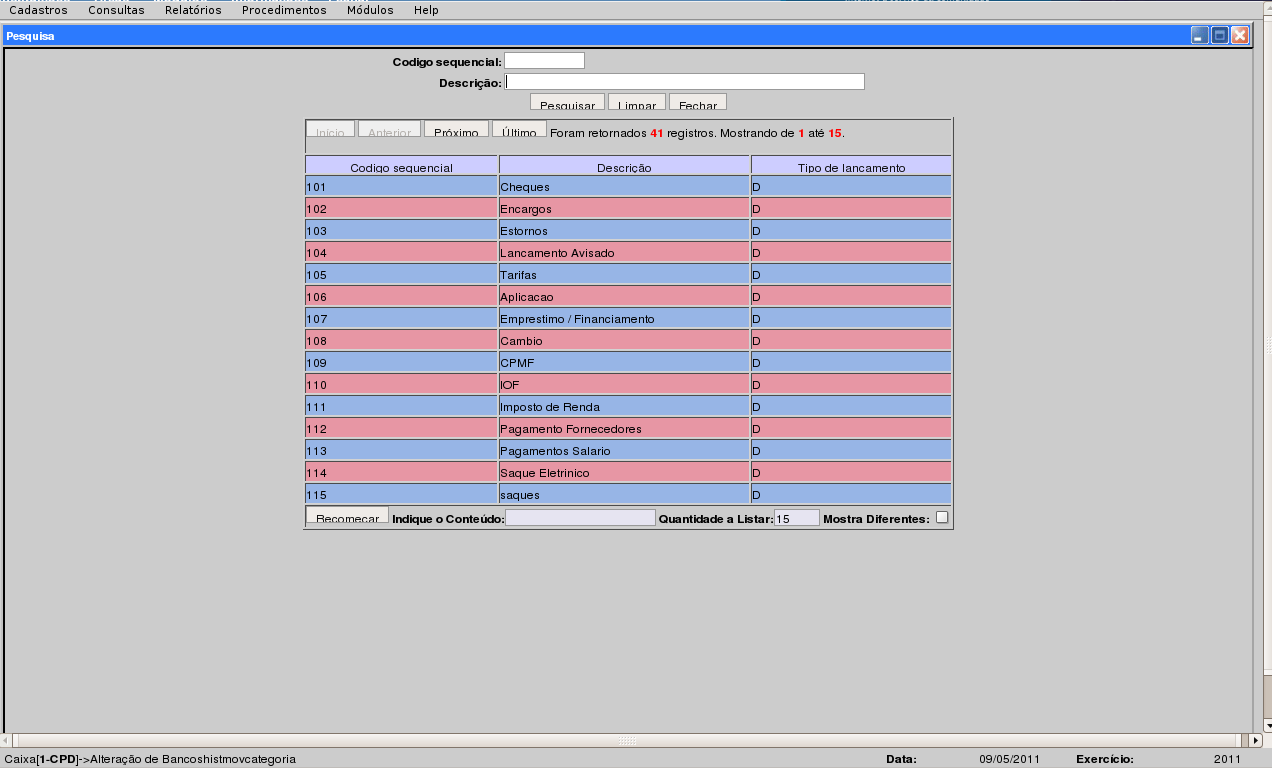 Cadastros Consultas Relatórios Procedimentos Módulos Help
Pesquisa
Codigo sequencial:
Descrição:
Pesquisar Limpar Fechar
Início Anterior Próximo Último Foram retornados 41 registros. Mostrando de 1 até 15.
Codigo sequencial Descrição Tipo de lancamento
101 Cheques D
102 Encargos D
103 Estornos D
104 Lancamento Avisado D
105 Tarifas D
106 Aplicacao D
107 Emprestimo / Financiamento D
108 Cambio D
109 CPMF D
110 IOF D
111 Imposto de Renda D
112 Pagamento Fornecedores D
113 Pagamentos Salario D
114 Saque Eletrinico D
115 saques D
Recomeçar Indique o Conteúdo: Quantidade a Listar: 15 Mostra Diferentes:
Caixa[1-CPD]->Alteração de Bancoshistmovcategoria Data: 09/05/2011 Exercício: 2011